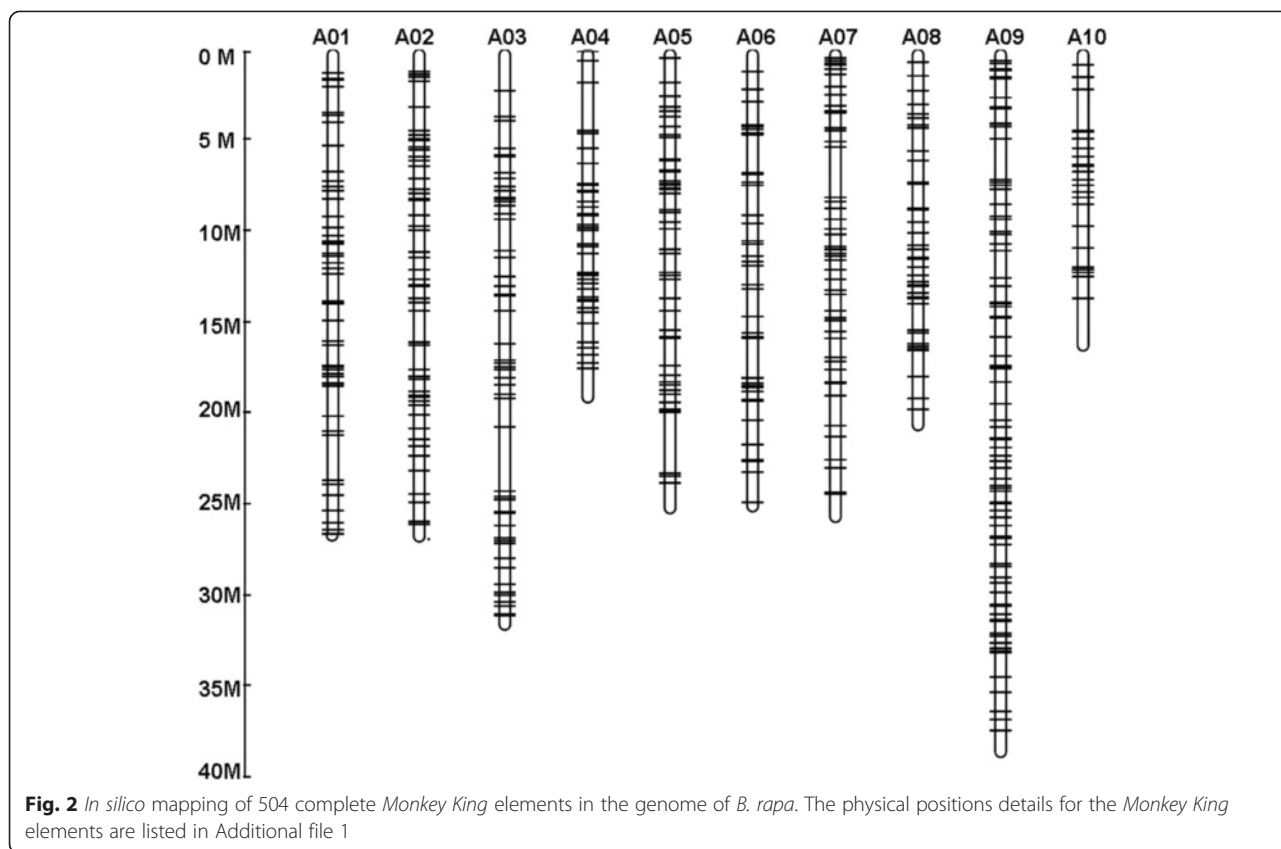 A01 A02 A03 A04 A05 A06 A07 A08 A09 A10
0 M
5 M
10M
15M
20M
25M
30M
35M
40M
Fig. 2 In silico mapping of 504 complete Monkey King elements in the genome of B. rapa. The physical positions details for the Monkey King
elements are listed in Additional file 1